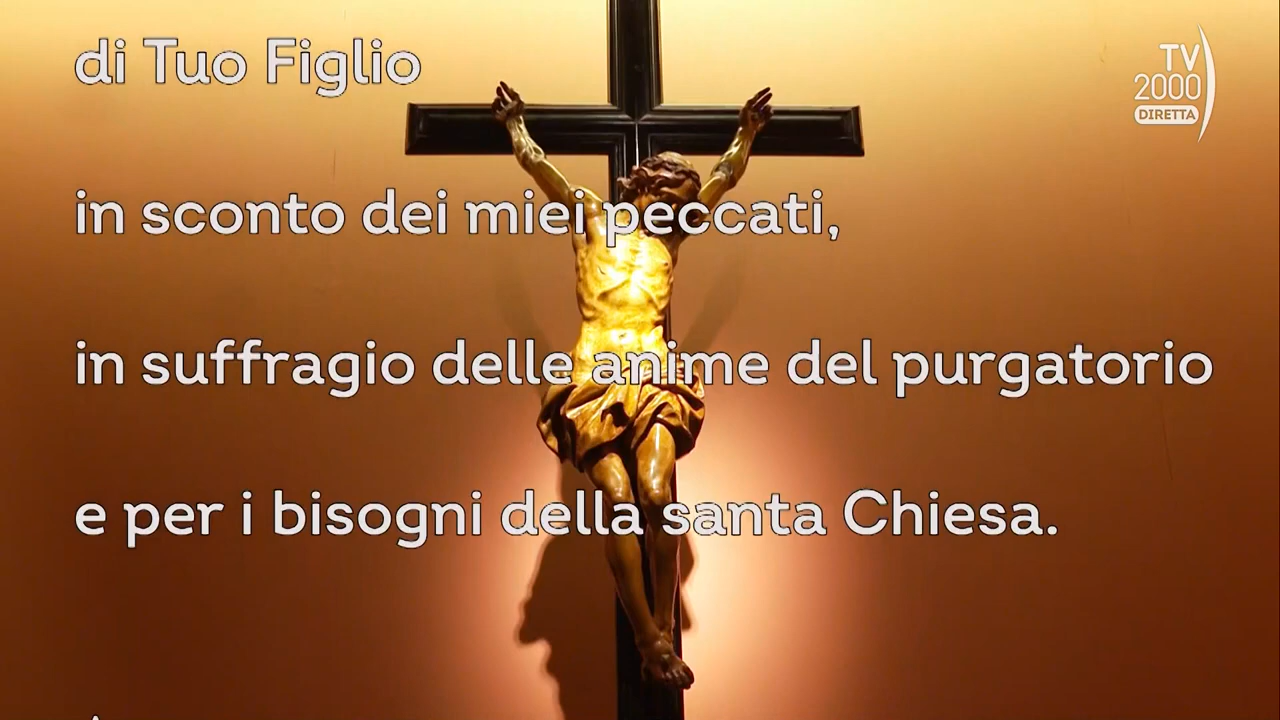 di Tuo Figlio
TV
2000
DIRETTA
in sconto dei miei peccati,
in suffragio delle anime del purgatorio
e per i bisogni della santa Chiesa.